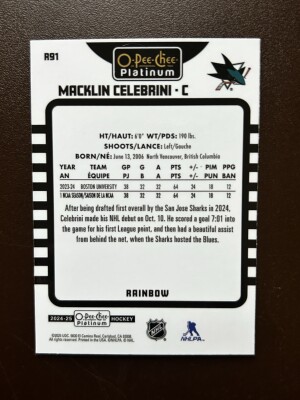 R91
O-Pee-Chee
Platinum
MACKLIN CELEBRINI · C
HT/HAUT: 6'0" WT/PDS: 190 lbs.
SHOOTS/LANCE: Left/Gauche
BORN/NÉ: June 13, 2006 North Vancouver, British Columbia
YEAR TEAM GP G A P +/- PIM PPG
AN ÉQUIPE PJ B A P +/- PUN BAN
2023-24 BOSTON UNIVERSITY 38 32 32 64 24 18 12
1 NCAA SEASON/SAISON DE LA NCAA 38 32 32 64 24 18 12
After being drafted first overall by the San Jose Sharks in 2024,
Celebrini made his NHL debut on Oct. 10. He scored a goal 7:01 into
the game for his first League point, and then had a beautiful assist
from behind the net, when the Sharks hosted the Blues.
RAINBOW
2024-25 O-Pee-Chee Platinum HOCKEY
NHL
NHLPA